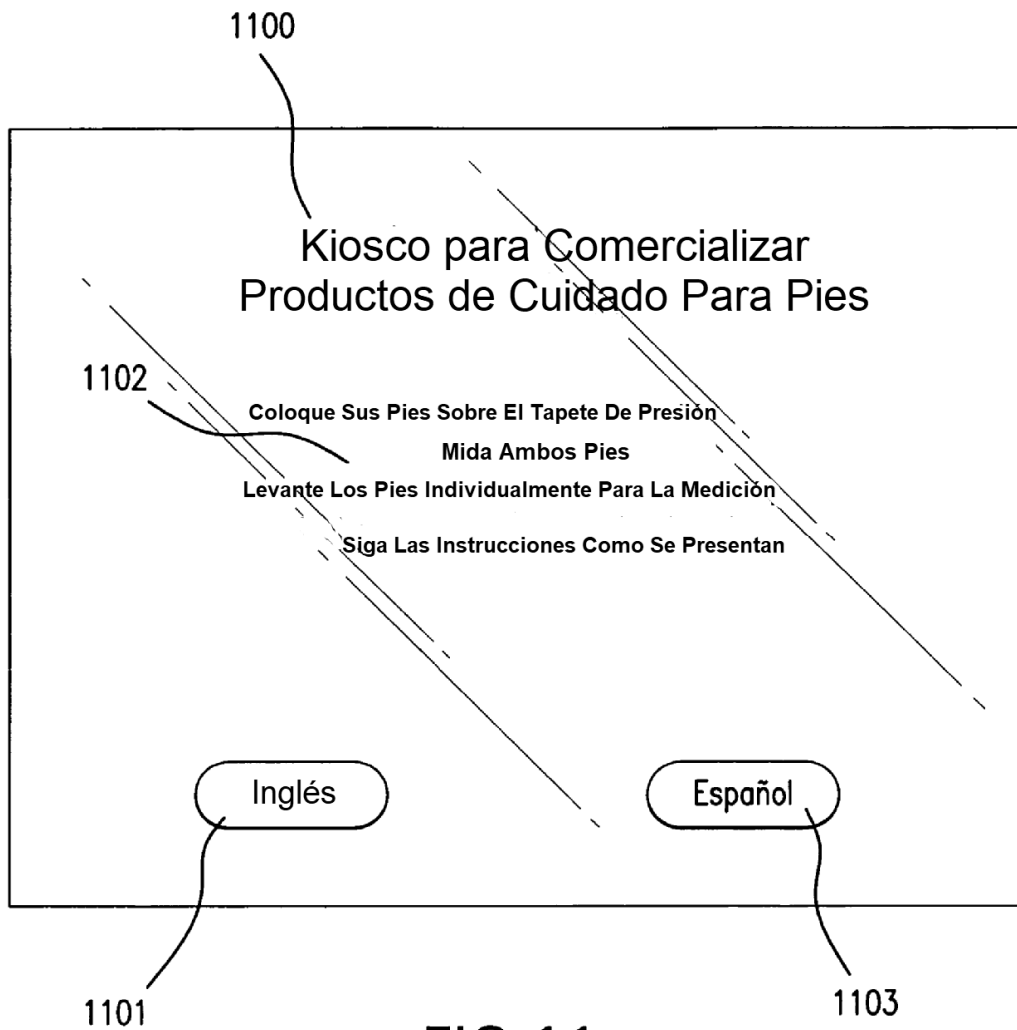 1100
Kiosco para Comercializar
Productos de Cuidado Para Pies
1102
Coloque Sus Pies Sobre El Tapete De Presión
Mida Ambos Pies
Levante Los Pies Individualmente Para La Medición
Siga Las Instrucciones Como Se Presentan
Inglés
Español
1101
1103